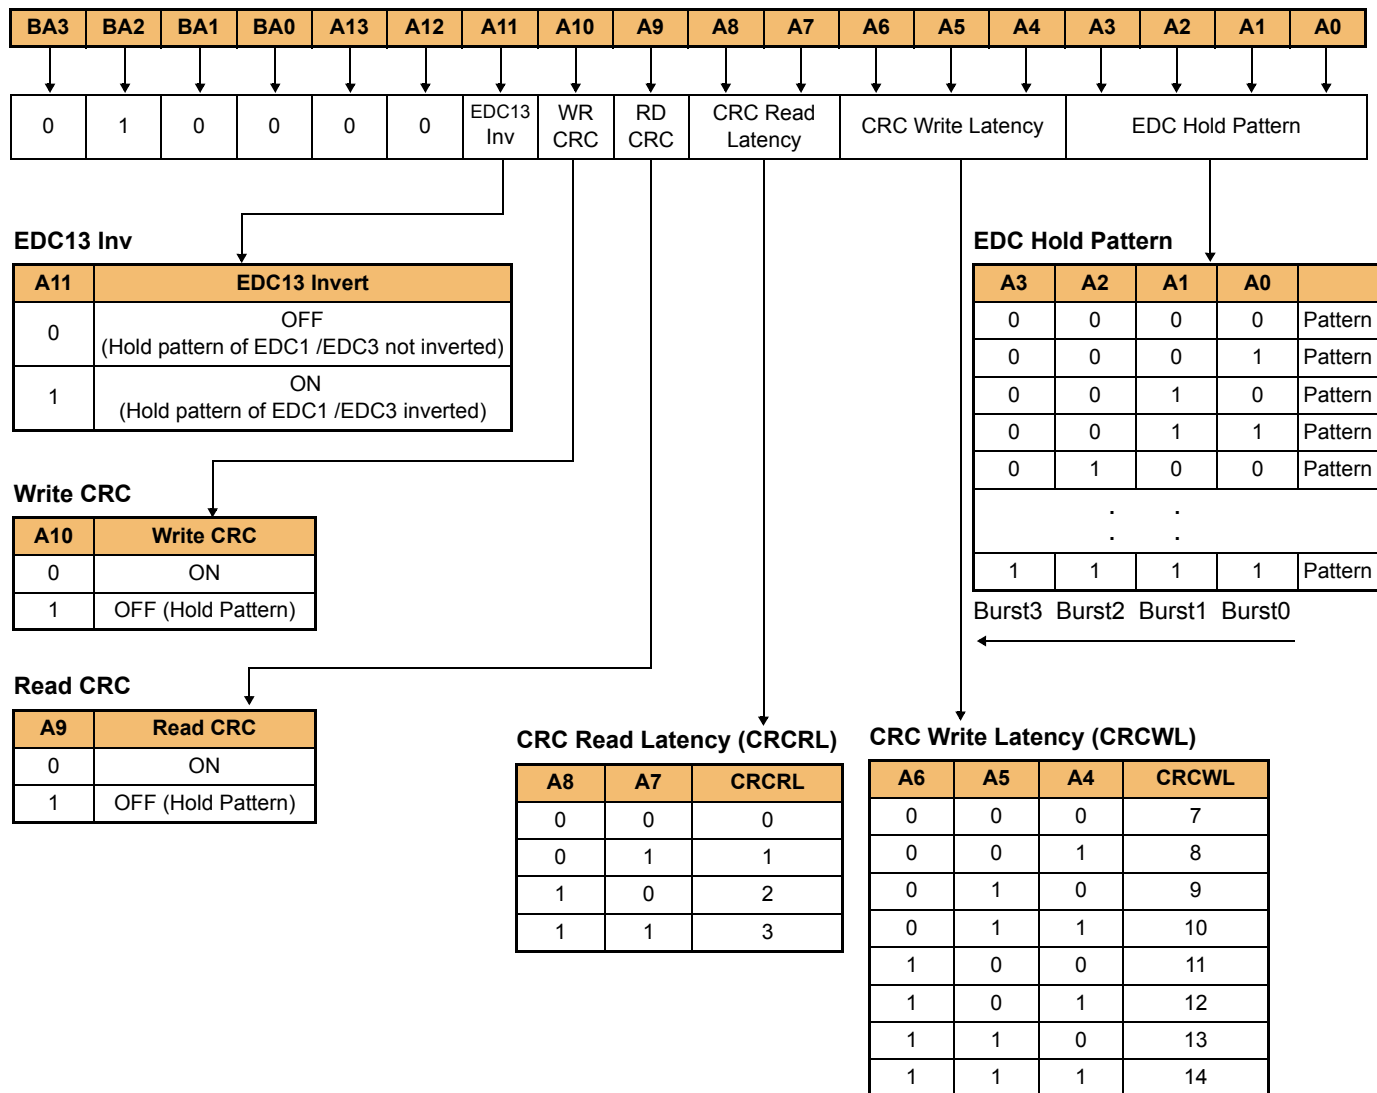 BA3 BA2 BA1 BA0 A13 A12 A11 A10 A9 A8 A7 A6 A5 A4 A3 A2 A1 A0
0 1 0 0 0 0 EDC13 Inv WR CRC RD CRC CRC Read Latency CRC Write Latency EDC Hold Pattern
EDC13 Inv
A11 EDC13 Invert
0 OFF
(Hold pattern of EDC1 /EDC3 not inverted)
1 ON
(Hold pattern of EDC1 /EDC3 inverted)
EDC Hold Pattern
A3 A2 A1 A0
0 0 0 0 Pattern
0 0 0 1 Pattern
0 0 1 0 Pattern
0 0 1 1 Pattern
0 1 0 0 Pattern
. .
. .
1 1 1 1 Pattern
Burst3 Burst2 Burst1 Burst0
Write CRC
A10 Write CRC
0 ON
1 OFF (Hold Pattern)
Read CRC
A9 Read CRC
0 ON
1 OFF (Hold Pattern)
CRC Read Latency (CRCRL)
A8 A7 CRCRL
0 0 0
0 1 1
1 0 2
1 1 3
CRC Write Latency (CRCWL)
A6 A5 A4 CRCWL
0 0 0 7
0 0 1 8
0 1 0 9
0 1 1 10
1 0 0 11
1 0 1 12
1 1 0 13
1 1 1 14